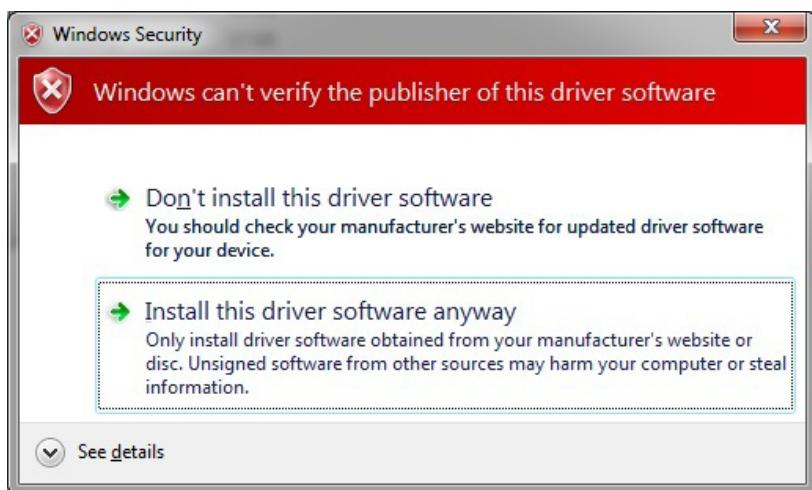 Windows Security
Windows can't verify the publisher of this driver software
Don't install this driver software
You should check your manufacturer's website for updated driver software
for your device.
Install this driver software anyway
Only install driver software obtained from your manufacturer's website or
disc. Unsigned software from other sources may harm your computer or steal
information.
See details